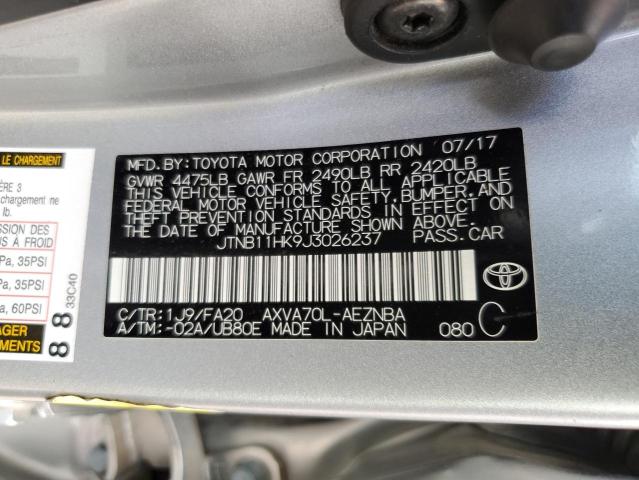 LE CHARGEMENT
ÈRE 3
chargement ne
lb.
RESSION DES
S À FROID
Pa, 35PSI
Pa, 35PSI
a, 60PSI
AGER
EMENTS.
88
33C40
MFD. BY: TOYOTA MOTOR CORPORATION 07/17
GVWR 4475LB GAWR FR 2490LB RR 2420LB
THIS VEHICLE CONFORMS TO ALL APPLICABLE
FEDERAL MOTOR VEHICLE SAFETY, BUMPER, AND
THEFT PREVENTION STANDARDS IN EFFECT ON
THE DATE OF MANUFACTURE SHOWN ABOVE.
JTNB11HK9J3026237 PASS. CAR
C/TR: 1J9/FA20 AXVA70L-AEZNBA
A/TM: -02A/UB80E MADE IN JAPAN 080 C
TOYOTA